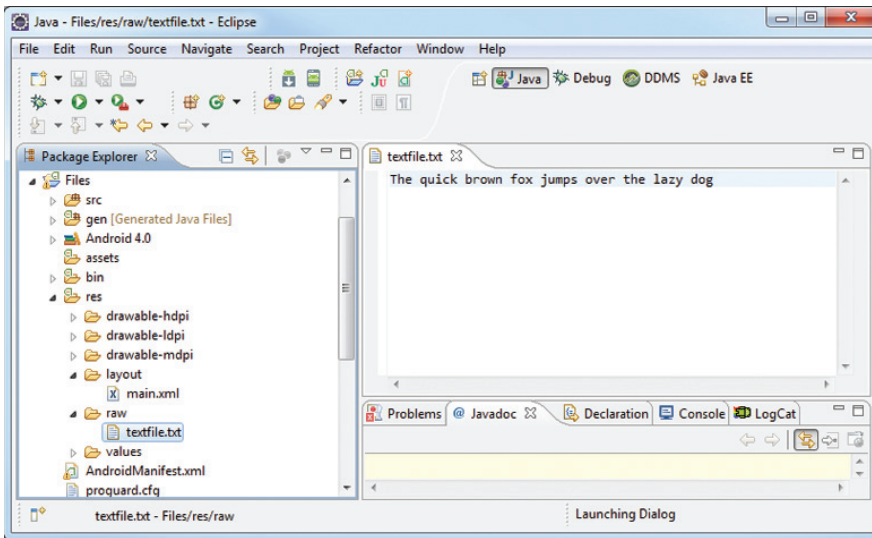 Java - Files/res/raw/textfile.txt - Eclipse
File Edit Run Source Navigate Search Project Refactor Window Help
Java Debug DDMS Java EE
Package Explorer
textfile.txt
Files
src
gen [Generated Java Files]
Android 4.0
assets
bin
res
drawable-hdpi
drawable-ldpi
drawable-mdpi
layout
main.xml
raw
textfile.txt
values
AndroidManifest.xml
proguard.cfg
The quick brown fox jumps over the lazy dog
Problems @ Javadoc Declaration Console LogCat
textfile.txt - Files/res/raw
Launching Dialog